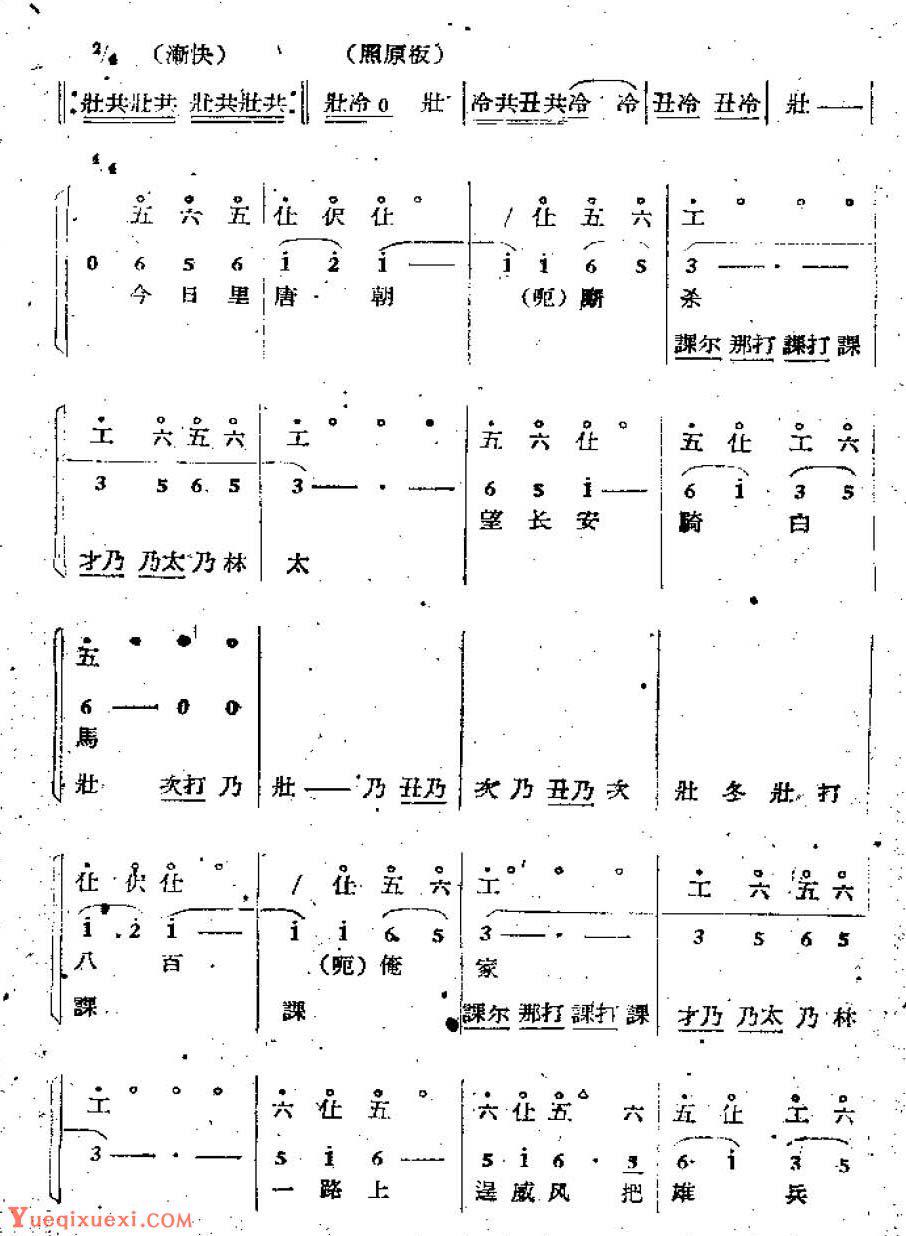 2/4 （漸快） （照原板）
壯共壯共 壯共壯共 壯冷0 壯 冷共丑共冷 冷 丑冷 丑冷 壯 —
4/4
五 六 五 仕 伬 仕 / 仕 五 六 工
0 6 5 6 i 2 i — i i 6 5 3 — · —
今 日 里 唐 朝 （呃） 杀
課尔 那打 課打 課
工 六 五 六 工 五 六 仕 五 仕 工 六
3 5 6 5 3 — · — 6 5 i — 6 i 3 5
望 长 安 騎 白
才乃 乃太 乃 林 太
五
6 — 0 0
馬
壯 次打 乃 壯 — 乃 丑乃 次 乃 丑乃 次 壯 冬 壯 打
仕 伬 仕 / 仕 五 六 工 工 六 五 六
i . 2 i — i i 6 5 3 — · — 3 5 6 5
八 百 （呃） 俺 家
課 課 課尔 那打 課打 課 才乃 乃太 乃 林
工 六 仕 五 六 仕 五 六 五 仕 工 六
3 — · — 5 i 6 — 5 i 6 · 5 6 i 3 5
一 路 上 逞 威 风 把 雄 兵
Yueqixuexi.COM